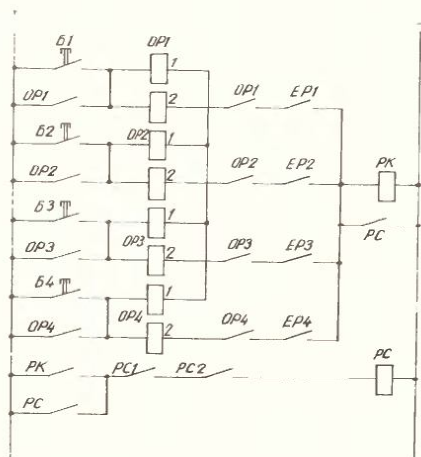 Б1 ОР1 1
ОР1 2 ОР1 ЕР1
Б2 ОР2 1
ОР2 2 ОР2 ЕР2 РК
Б3 1 РС
ОР3 ОР3 2 ОР3 ЕР3
Б4 1
ОР4 ОР4 2 ОР4 ЕР4
РК РС1 РС2 РС
РС